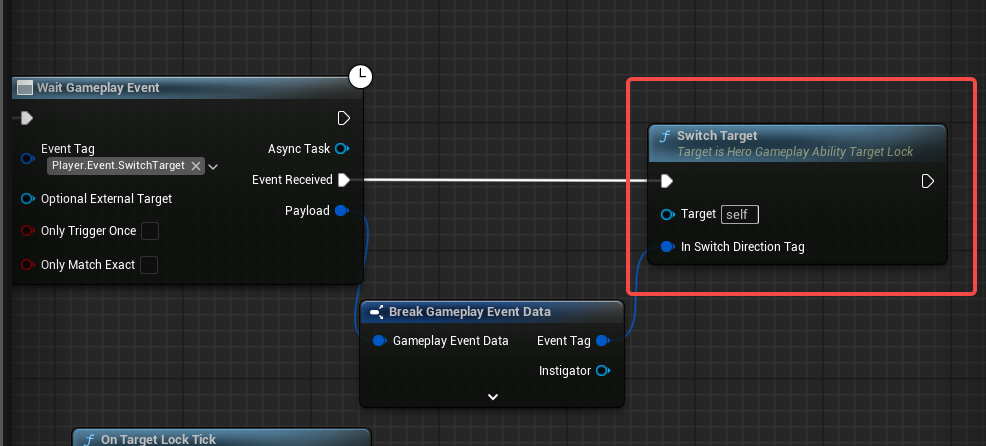 Wait Gameplay Event
Event Tag
Player.Event.SwitchTarget
Async Task
Event Received
Optional External Target
Payload
Only Trigger Once
Only Match Exact
Switch Target
Target is Hero Gameplay Ability Target Lock
Target self
In Switch Direction Tag
Break Gameplay Event Data
Gameplay Event Data
Event Tag
Instigator
On Target Lock Tick